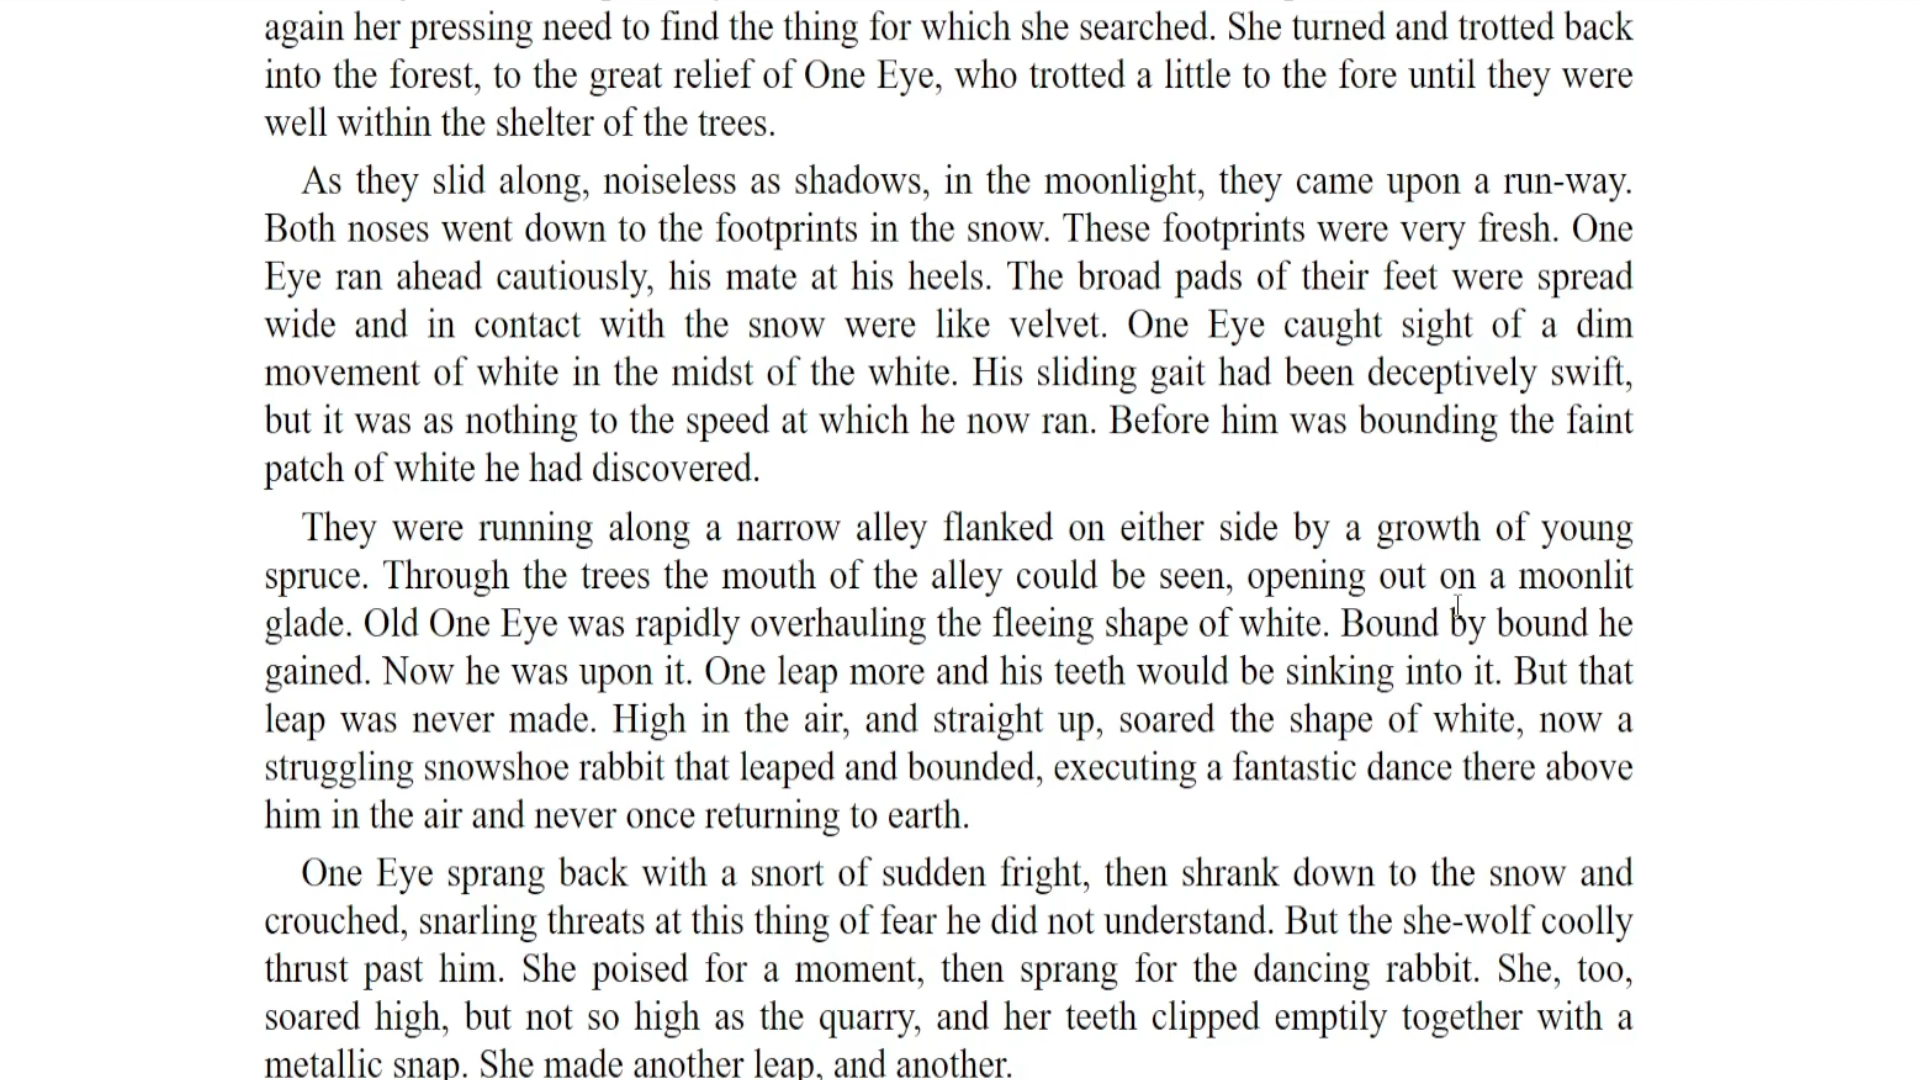 again her pressing need to find the thing for which she searched. She turned and trotted back
into the forest, to the great relief of One Eye, who trotted a little to the fore until they were
well within the shelter of the trees.
As they slid along, noiseless as shadows, in the moonlight, they came upon a run-way.
Both noses went down to the footprints in the snow. These footprints were very fresh. One
Eye ran ahead cautiously, his mate at his heels. The broad pads of their feet were spread
wide and in contact with the snow were like velvet. One Eye caught sight of a dim
movement of white in the midst of the white. His sliding gait had been deceptively swift,
but it was as nothing to the speed at which he now ran. Before him was bounding the faint
patch of white he had discovered.
They were running along a narrow alley flanked on either side by a growth of young
spruce. Through the trees the mouth of the alley could be seen, opening out on a moonlit
glade. Old One Eye was rapidly overhauling the fleeing shape of white. Bound by bound he
gained. Now he was upon it. One leap more and his teeth would be sinking into it. But that
leap was never made. High in the air, and straight up, soared the shape of white, now a
struggling snowshoe rabbit that leaped and bounded, executing a fantastic dance there above
him in the air and never once returning to earth.
One Eye sprang back with a snort of sudden fright, then shrank down to the snow and
crouched, snarling threats at this thing of fear he did not understand. But the she-wolf coolly
thrust past him. She poised for a moment, then sprang for the dancing rabbit. She, too,
soared high, but not so high as the quarry, and her teeth clipped emptily together with a
metallic snap. She made another leap, and another.